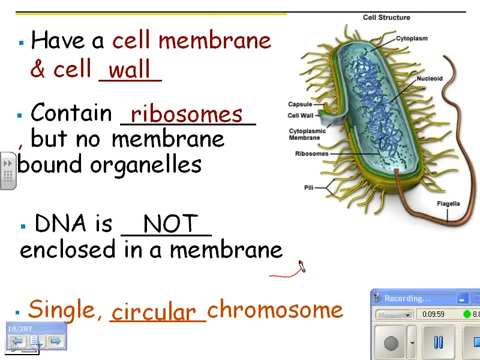 Have a cell membrane
& cell wall
Contain ribosomes
, but no membrane
bound organelles
DNA is NOT
enclosed in a membrane
Single, circular chromosome
Cell Structure
Cytoplasm
Nucleoid
Capsule
Cell Wall
Cytoplasmic
Membrane
Ribosomes
Pili
Flagella
19/207
Recording...
0:09:59